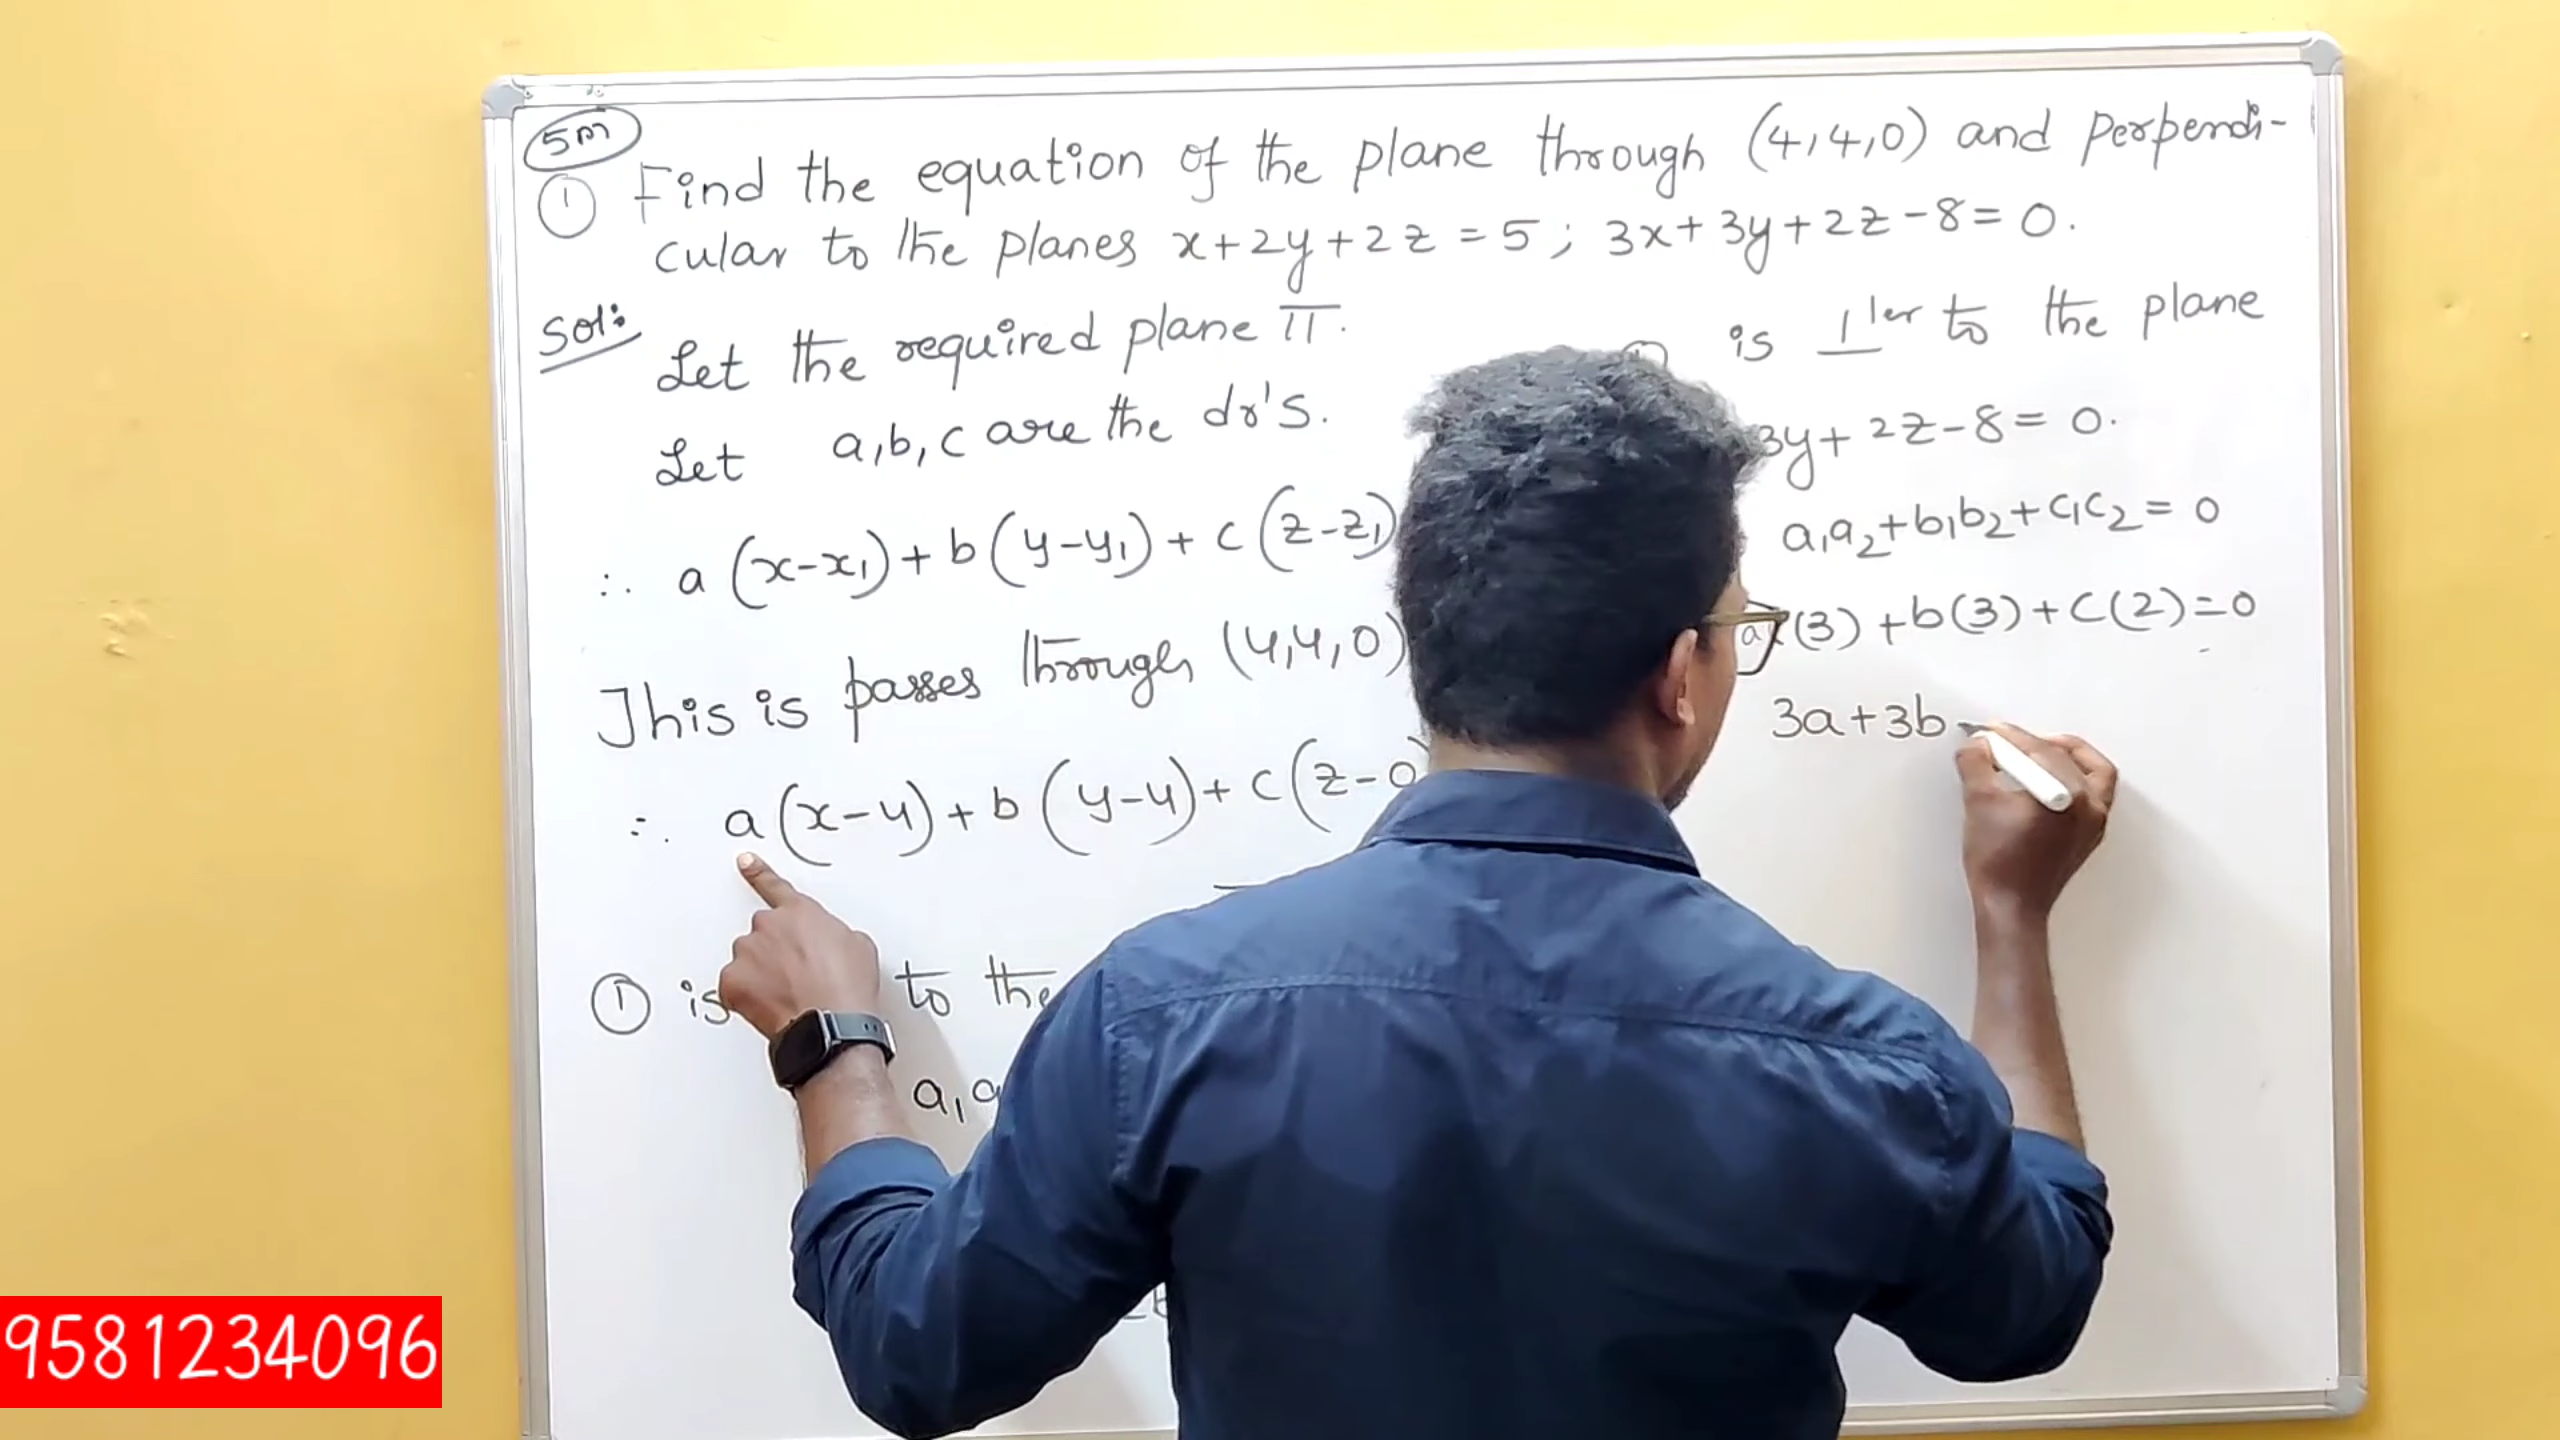 5m
① Find the equation of the plane through (4,4,0) and perpendi-
cular to the planes x+2y+2z=5; 3x+3y+2z-8=0.
Sol:
Let the required plane π.
Let a,b,c are the dr's.
∴ a(x-x₁)+b(y-y₁)+c(z-z₁)
This is passes through (4,4,0)
∴ a(x-4)+b(y-4)+c(z-0)
① is to the
a₁a
is ⊥ler to the plane
3y+2z-8=0.
a₁a₂+b₁b₂+c₁c₂=0
(3)+b(3)+c(2)=0
3a+3b
9581234096